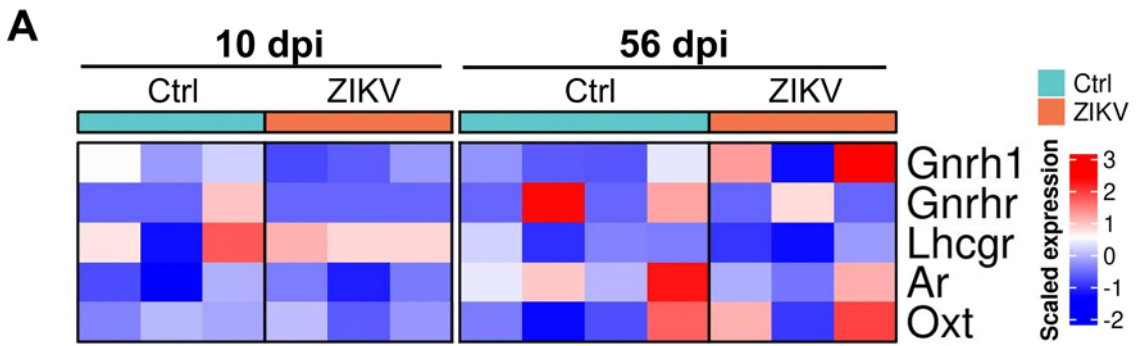 A
10 dpi
56 dpi
Ctrl
ZIKV
Ctrl
ZIKV
Ctrl
ZIKV
Gnrh1
Gnrhr
Lhcgr
Ar
Oxt
Scaled expression
3
2
1
0
-1
-2